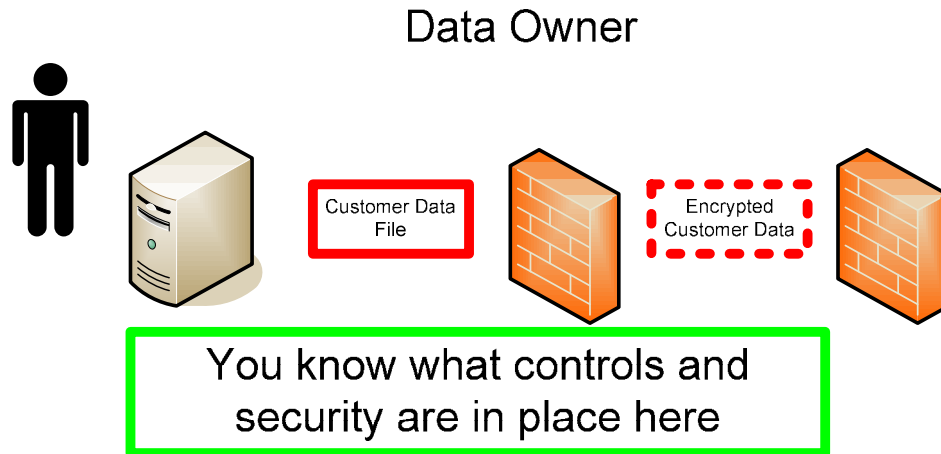 Data Owner
Customer Data
File
Encrypted
Customer Data
You know what controls and
security are in place here